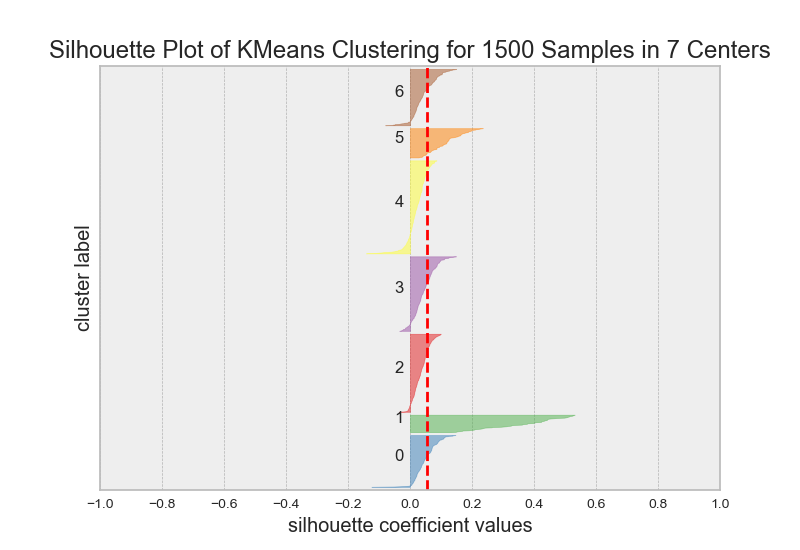 Silhouette Plot of KMeans Clustering for 1500 Samples in 7 Centers
6
5
4
3
2
1
0
cluster label
−1.0 −0.8 −0.6 −0.4 −0.2 0.0 0.2 0.4 0.6 0.8 1.0
silhouette coefficient values